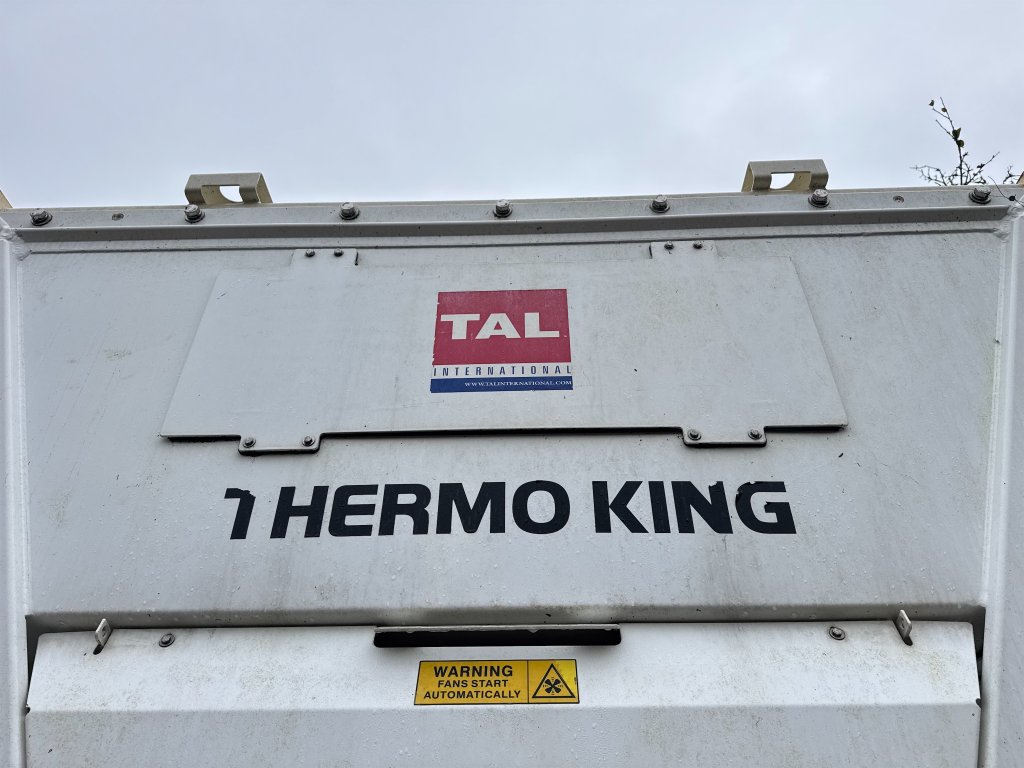 TAL
INTERNATIONAL
WWW.TALINTERNATIONAL.COM
THERMO KING
WARNING
FANS START
AUTOMATICALLY